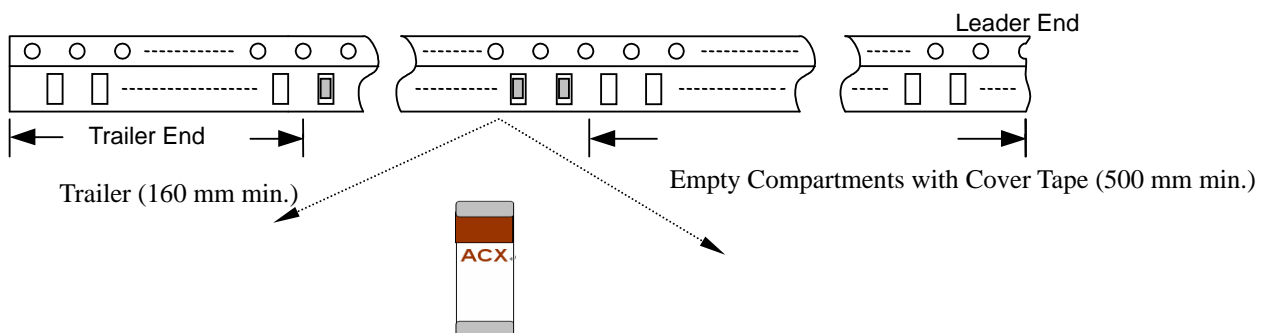 Leader End
Trailer End
Trailer (160 mm min.)
Empty Compartments with Cover Tape (500 mm min.)
ACX